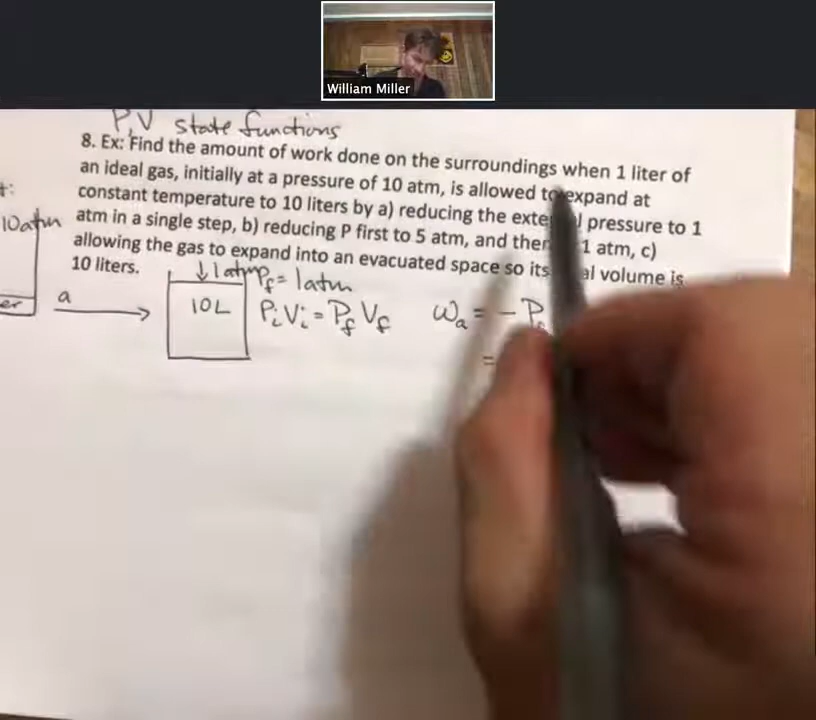 William Miller
P,V state functions
8. Ex: Find the amount of work done on the surroundings when 1 liter of
an ideal gas, initially at a pressure of 10 atm, is allowed to expand at
constant temperature to 10 liters by a) reducing the external pressure to 1
10atm atm in a single step, b) reducing P first to 5 atm, and then 1 atm, c)
allowing the gas to expand into an evacuated space so its al volume is
10 liters.
↓1atm Pf = 1atm
er a 10L PiVi = PfVf wa = - P
=